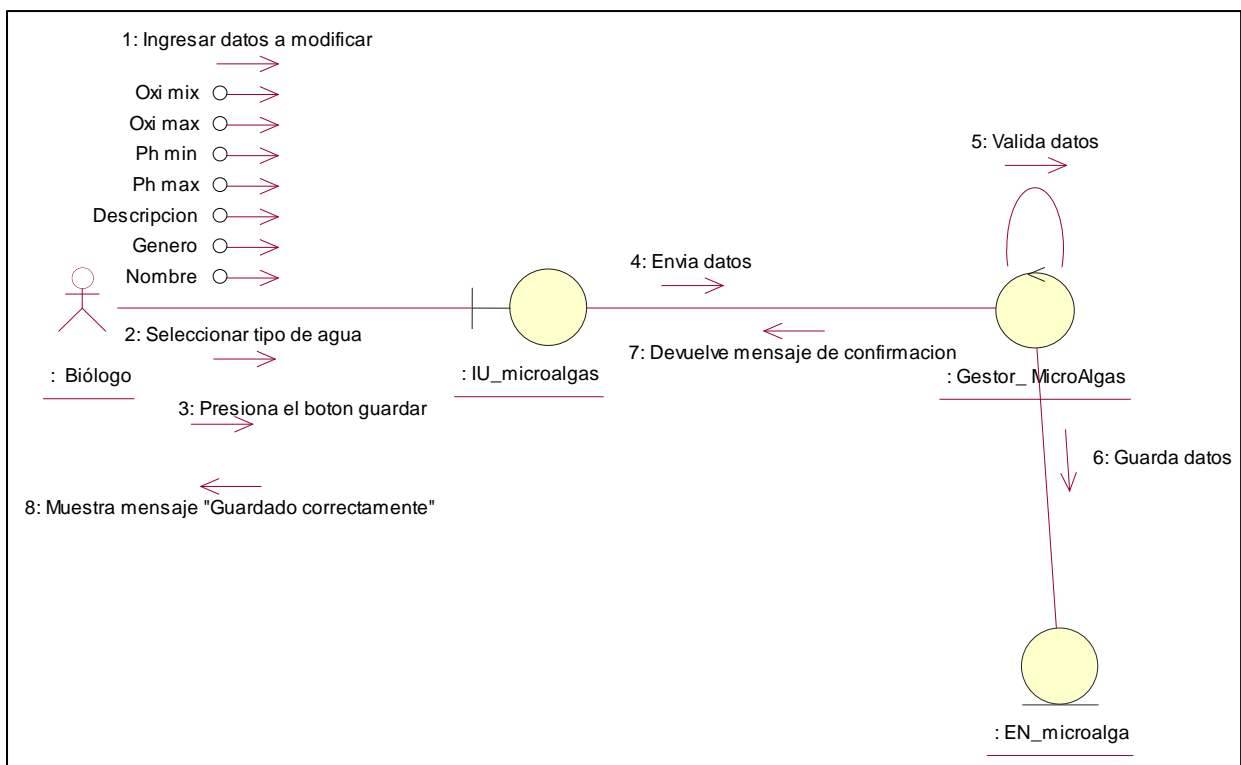 1: Ingresar datos a modificar
Oxi mix
Oxi max
Ph min
Ph max
Descripcion
Genero
Nombre
2: Seleccionar tipo de agua
: Biólogo
3: Presiona el boton guardar
8: Muestra mensaje "Guardado correctamente"
: IU_microalgas
4: Envia datos
7: Devuelve mensaje de confirmacion
5: Valida datos
: Gestor_ MicroAlgas
6: Guarda datos
: EN_microalga